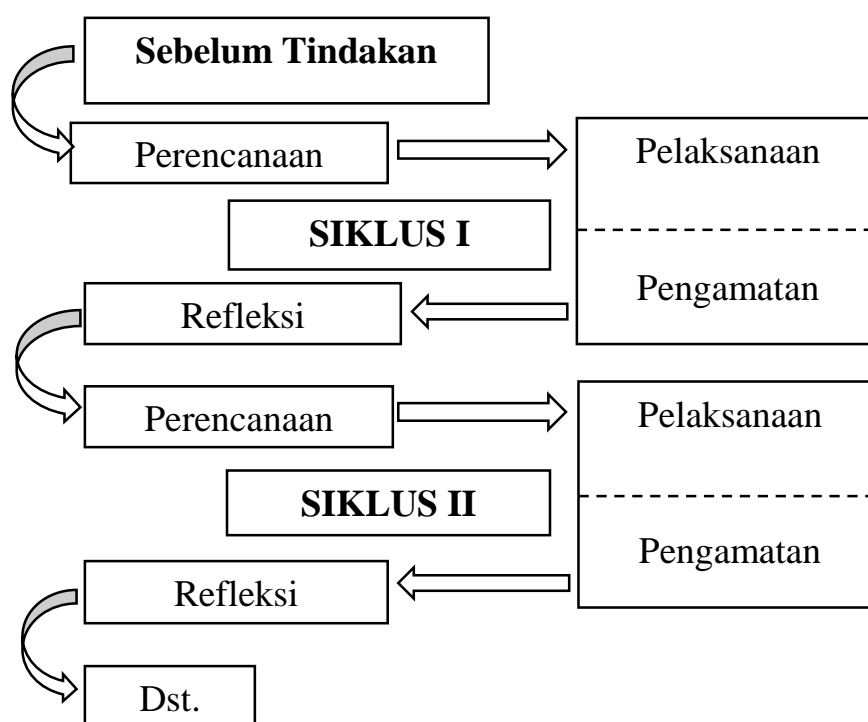 Sebelum Tindakan
Perencanaan
Pelaksanaan
SIKLUS I
Pengamatan
Refleksi
Perencanaan
Pelaksanaan
SIKLUS II
Pengamatan
Refleksi
Dst.